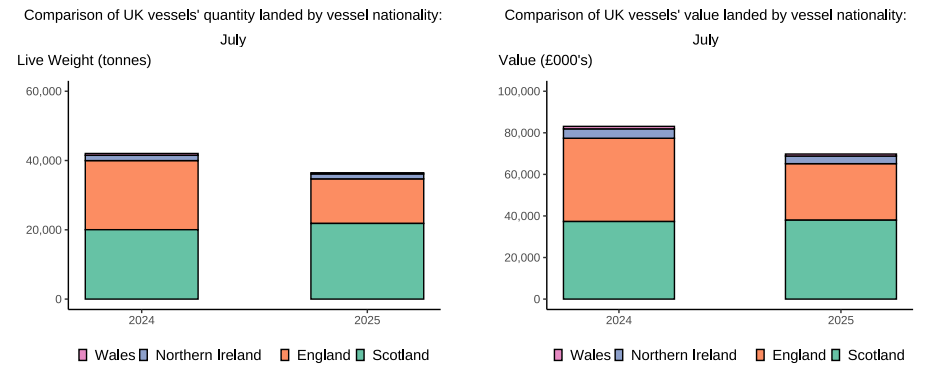 Comparison of UK vessels' quantity landed by vessel nationality:
July
Live Weight (tonnes)
60,000
40,000
20,000
0
2024 2025
Wales Northern Ireland England Scotland
Comparison of UK vessels' value landed by vessel nationality:
July
Value (£000's)
100,000
80,000
60,000
40,000
20,000
0
2024 2025
Wales Northern Ireland England Scotland